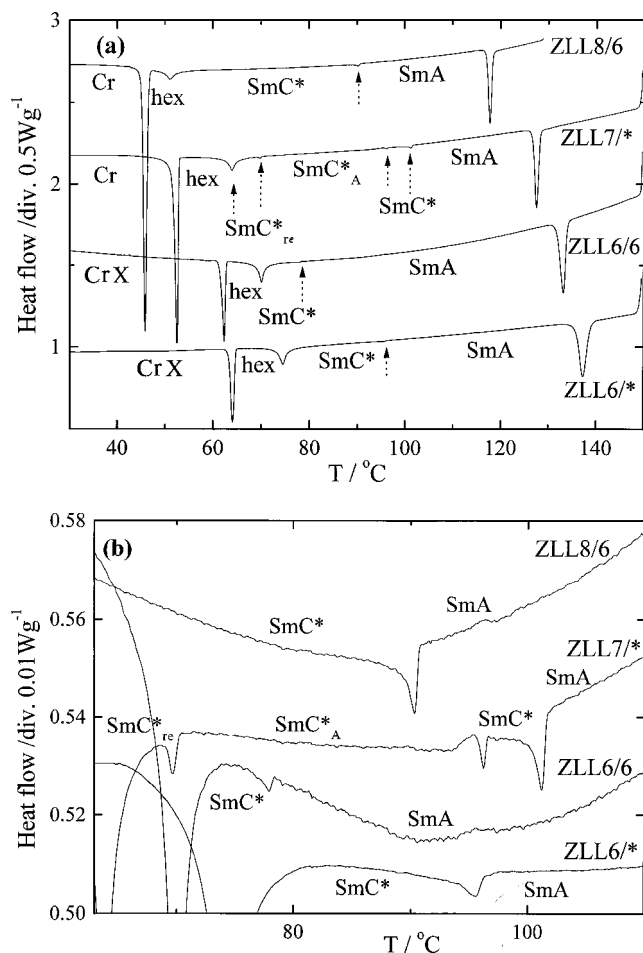 (a)
3
2
1
Heat flow /div. 0.5Wg⁻¹
ZLL8/6
Cr
hex
SmC*
SmA
ZLL7/*
Cr
hex
SmC*re
SmC*A
SmC*
SmA
ZLL6/6
Cr X
hex
SmC*
SmA
ZLL6/*
Cr X
hex
SmC*
SmA
40 60 80 100 120 140
T / °C
(b)
0.58
0.56
0.54
0.52
0.50
Heat flow /div. 0.01Wg⁻¹
ZLL8/6
SmC*
SmA
ZLL7/*
SmC*re
SmC*A
SmC*
SmA
ZLL6/6
SmC*
SmA
ZLL6/*
SmC*
SmA
80 100
T / °C